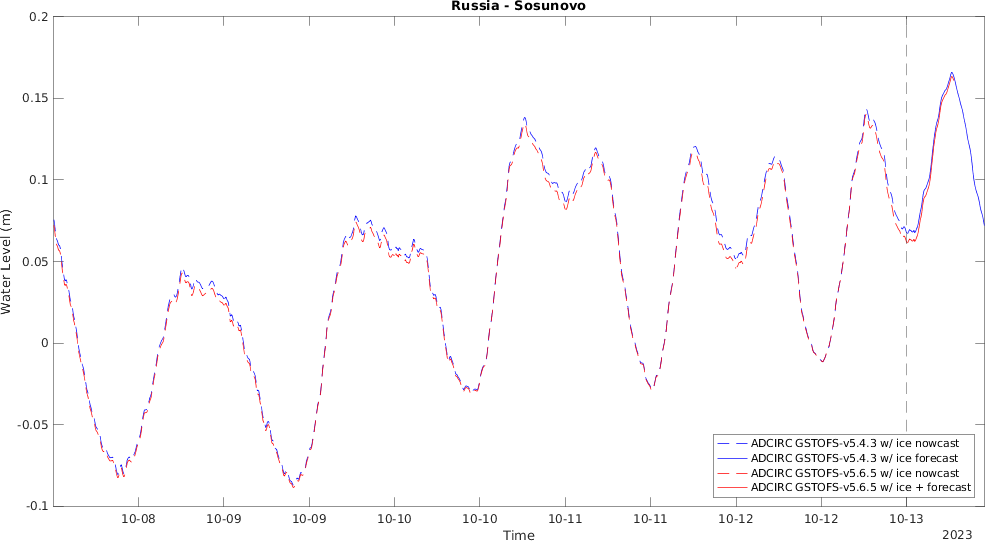 Russia - Sosunovo
0.2
0.15
0.1
0.05
0
-0.05
-0.1
Water Level (m)
ADCIRC GSTOFS-v5.4.3 w/ ice nowcast
ADCIRC GSTOFS-v5.4.3 w/ ice forecast
ADCIRC GSTOFS-v5.6.5 w/ ice nowcast
ADCIRC GSTOFS-v5.6.5 w/ ice + forecast
10-08 10-09 10-09 10-10 10-10 10-11 10-11 10-12 10-12 10-13
Time
2023